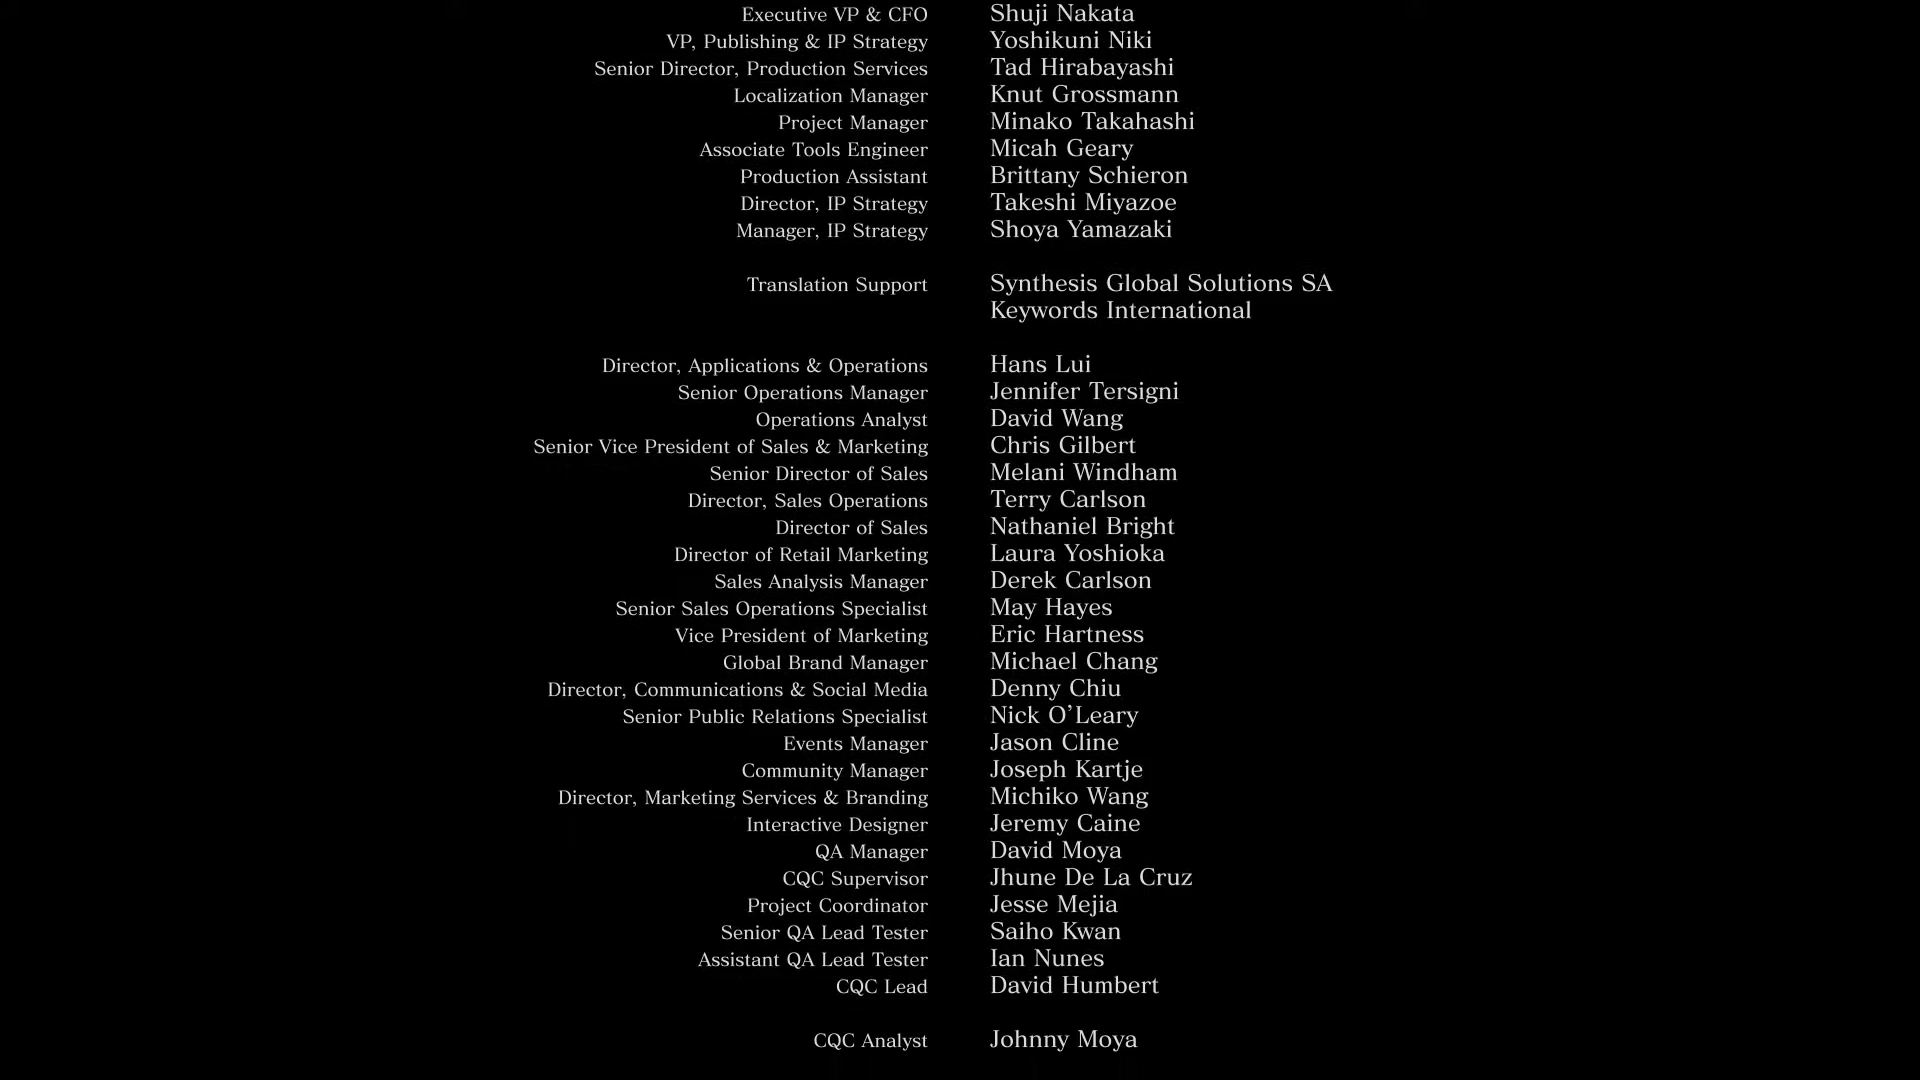 Executive VP & CFO Shuji Nakata
VP, Publishing & IP Strategy Yoshikuni Niki
Senior Director, Production Services Tad Hirabayashi
Localization Manager Knut Grossmann
Project Manager Minako Takahashi
Associate Tools Engineer Micah Geary
Production Assistant Brittany Schieron
Director, IP Strategy Takeshi Miyazoe
Manager, IP Strategy Shoya Yamazaki
Translation Support Synthesis Global Solutions SA
Keywords International
Director, Applications & Operations Hans Lui
Senior Operations Manager Jennifer Tersigni
Operations Analyst David Wang
Senior Vice President of Sales & Marketing Chris Gilbert
Senior Director of Sales Melani Windham
Director, Sales Operations Terry Carlson
Director of Sales Nathaniel Bright
Director of Retail Marketing Laura Yoshioka
Sales Analysis Manager Derek Carlson
Senior Sales Operations Specialist May Hayes
Vice President of Marketing Eric Hartness
Global Brand Manager Michael Chang
Director, Communications & Social Media Denny Chiu
Senior Public Relations Specialist Nick O’Leary
Events Manager Jason Cline
Community Manager Joseph Kartje
Director, Marketing Services & Branding Michiko Wang
Interactive Designer Jeremy Caine
QA Manager David Moya
CQC Supervisor Jhune De La Cruz
Project Coordinator Jesse Mejia
Senior QA Lead Tester Saiho Kwan
Assistant QA Lead Tester Ian Nunes
CQC Lead David Humbert
CQC Analyst Johnny Moya